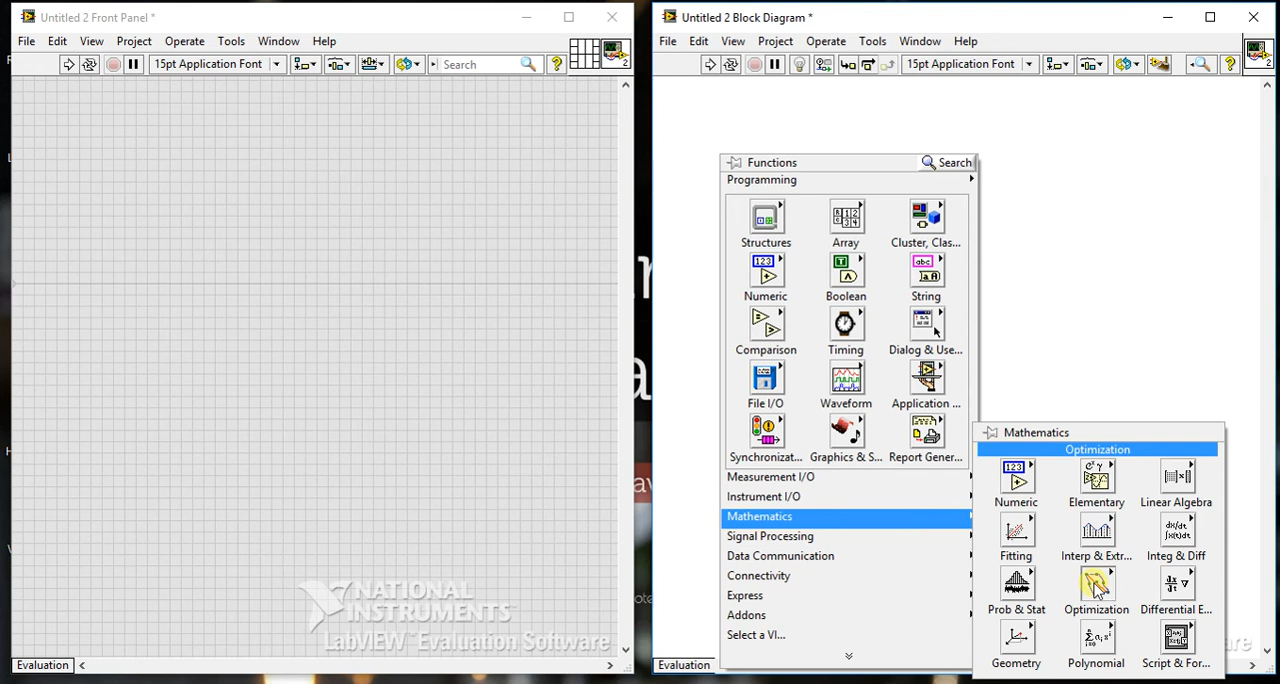 Untitled 2 Front Panel *
File Edit View Project Operate Tools Window Help
15pt Application Font
Search
?
2
NATIONAL
INSTRUMENTS
LabVIEW Evaluation Software
Evaluation
Untitled 2 Block Diagram *
File Edit View Project Operate Tools Window Help
15pt Application Font
?
2
Functions Search
Programming
Structures Array Cluster, Clas...
Numeric Boolean String
Comparison Timing Dialog & Use...
File I/O Waveform Application ...
Synchronizat... Graphics & S... Report Gener...
Measurement I/O
Instrument I/O
Mathematics
Signal Processing
Data Communication
Connectivity
Express
Addons
Select a VI...
Evaluation
Mathematics
Optimization
Numeric Elementary Linear Algebra
Fitting Interp & Extr... Integ & Diff
Prob & Stat Optimization Differential E...
Geometry Polynomial Script & For...